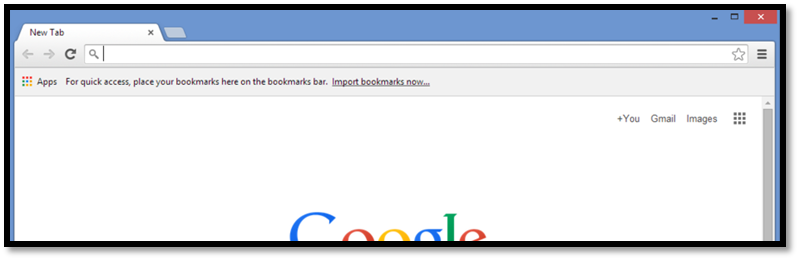 New Tab
Apps For quick access, place your bookmarks here on the bookmarks bar. Import bookmarks now...
+You Gmail Images
Google